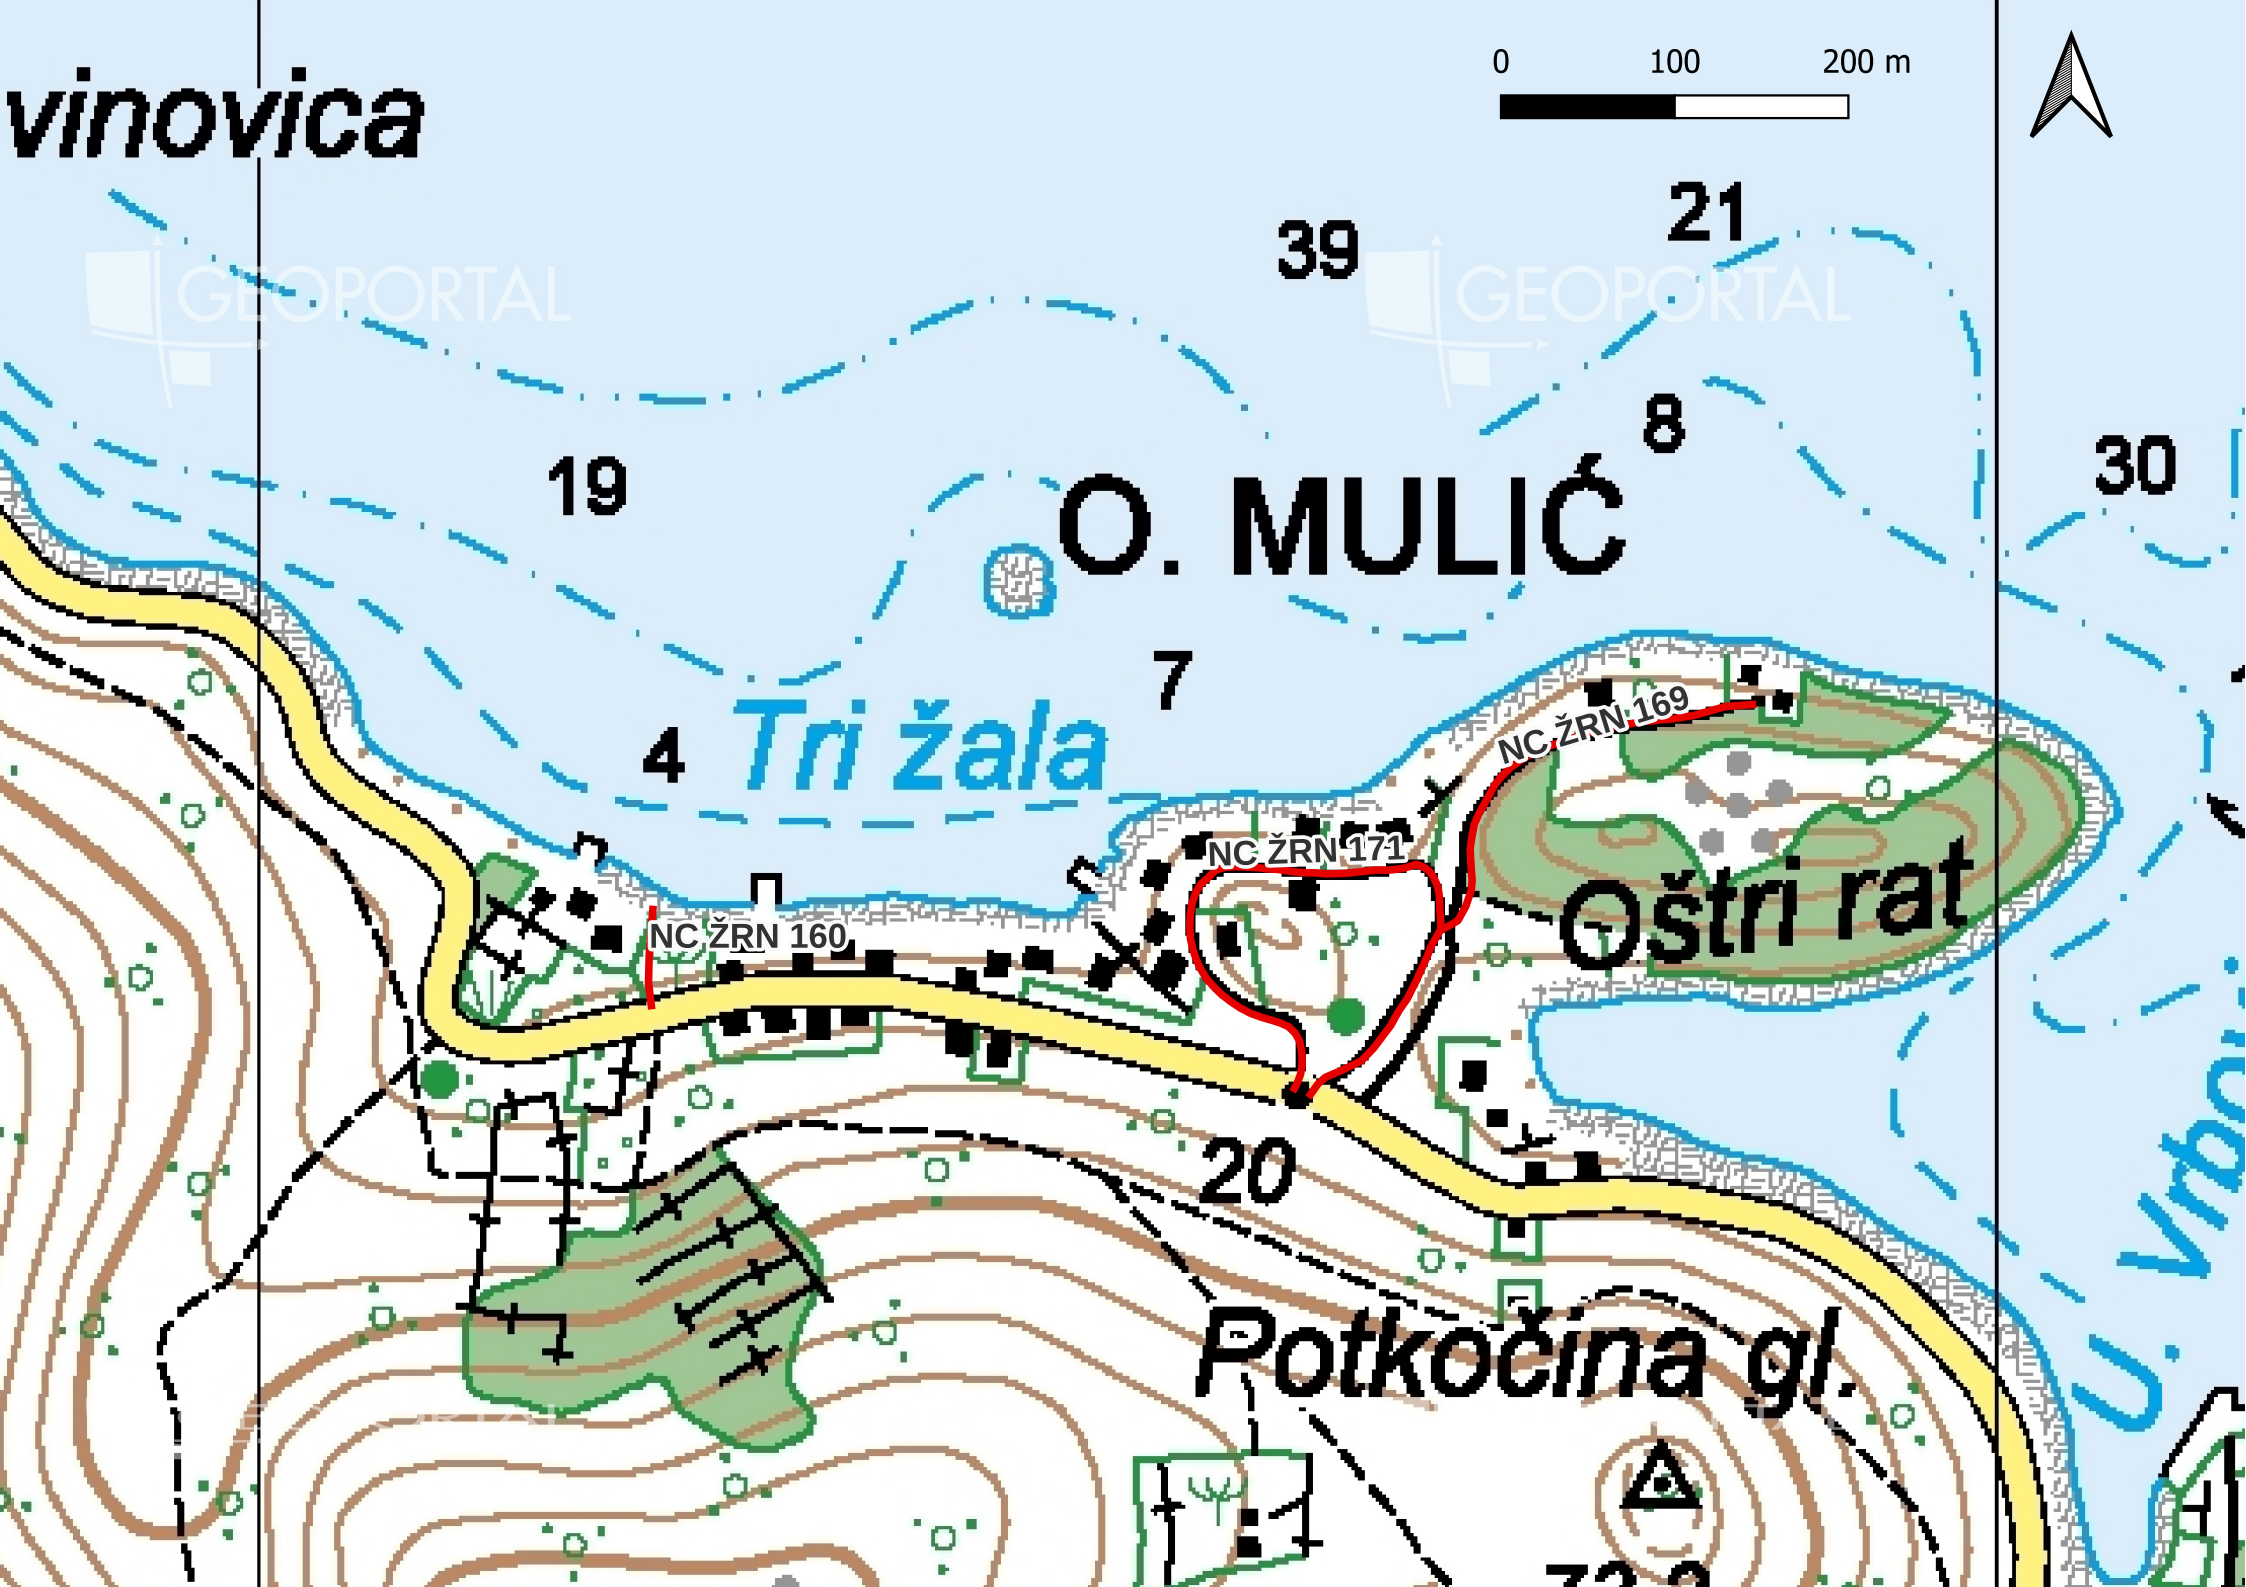 0 100 200 m
vinovica
21
39
GEOPORTAL
GEOPORTAL
8
30
19
O. MULIĆ
7
NC ŽRN 169
Tri žala
4
NC ŽRN 171
Oštri rat
NC ŽRN 160
20
Potkočina gl.
U. Vrbov